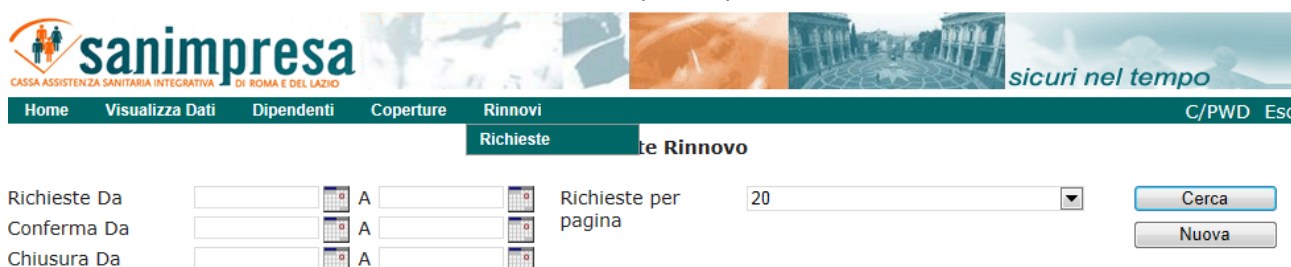 sanimpresa
CASSA ASSISTENZA SANITARIA INTEGRATIVA DI ROMA E DEL LAZIO
sicuri nel tempo
Home Visualizza Dati Dipendenti Coperture Rinnovi C/PWD Esc
Richieste
te Rinnovo
Richieste Da A Richieste per pagina 20 Cerca
Conferma Da A Nuova
Chiusura Da A